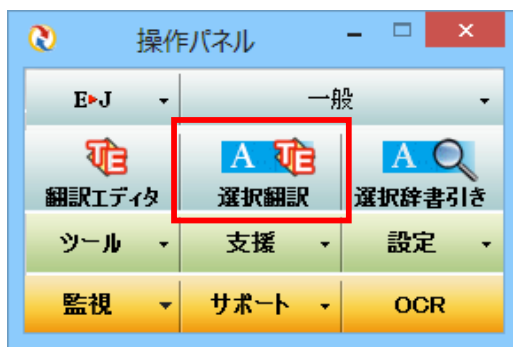 操作パネル
E▸J 一般
翻訳エディタ 選択翻訳 選択辞書引き
ツール 支援 設定
監視 サポート OCR